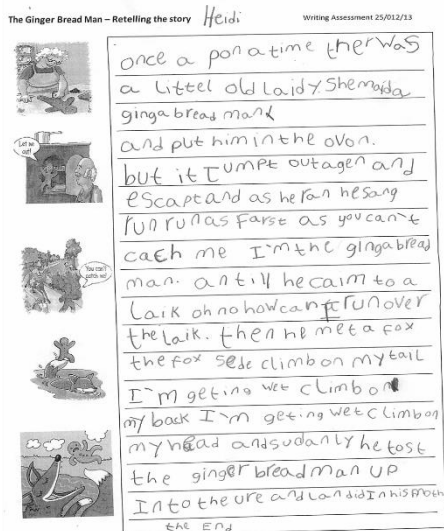 The Ginger Bread Man – Retelling the story Heidi Writing Assessment 25/012/13
once a pon a time ther was
a littel old laidy. She maida
ginga bread mand
Let me out!
and put him in the ovon.
but it Jumpt out agen and
escapt and as he ran he sang
run run as farst as you can't
You can't catch me!
catch me I'm the ginga bread
man. antill he caim to a
laik oh no how can I run over
the laik. then he met a fox
the fox sede climb on my tail
I'm geting wet climb on
my back I'm geting wet climb on
my head and sudanly he tost
the ginger bread man up
Into the ure and landid In his moth
the End